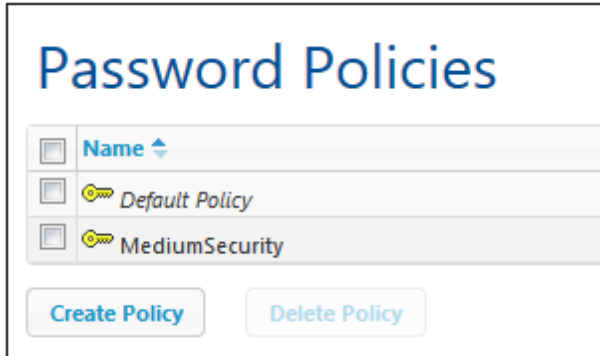 Password Policies
Name
Default Policy
MediumSecurity
Create Policy Delete Policy